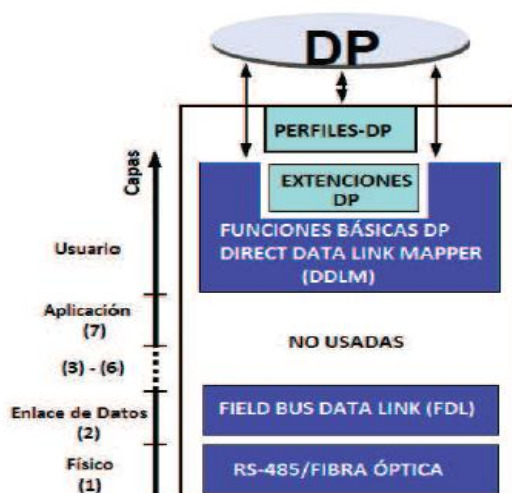 DP
PERFILES-DP
EXTENCIONES
DP
FUNCIONES BÁSICAS DP
DIRECT DATA LINK MAPPER
(DDLM)
NO USADAS
FIELD BUS DATA LINK (FDL)
RS-485/FIBRA ÓPTICA
Capas
Usuario
Aplicación
(7)
(3) - (6)
Enlace de Datos
(2)
Físico
(1)